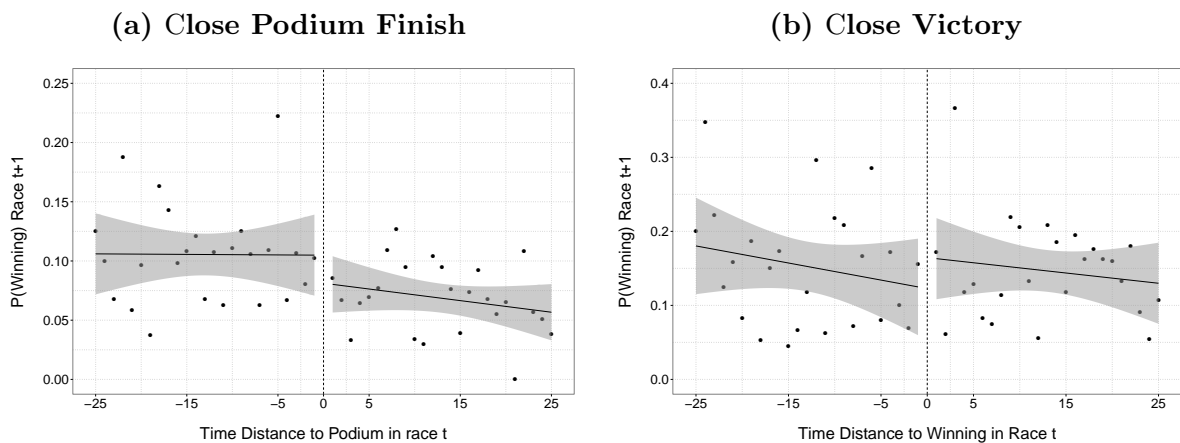 (a) Close Podium Finish
0.25
0.20
0.15
0.10
0.05
0.00
P(Winning) Race t+1
−25 −15 −5 0 5 15 25
Time Distance to Podium in race t
(b) Close Victory
0.4
0.3
0.2
0.1
0.0
P(Winning) Race t+1
−25 −15 −5 0 5 15 25
Time Distance to Winning in Race t